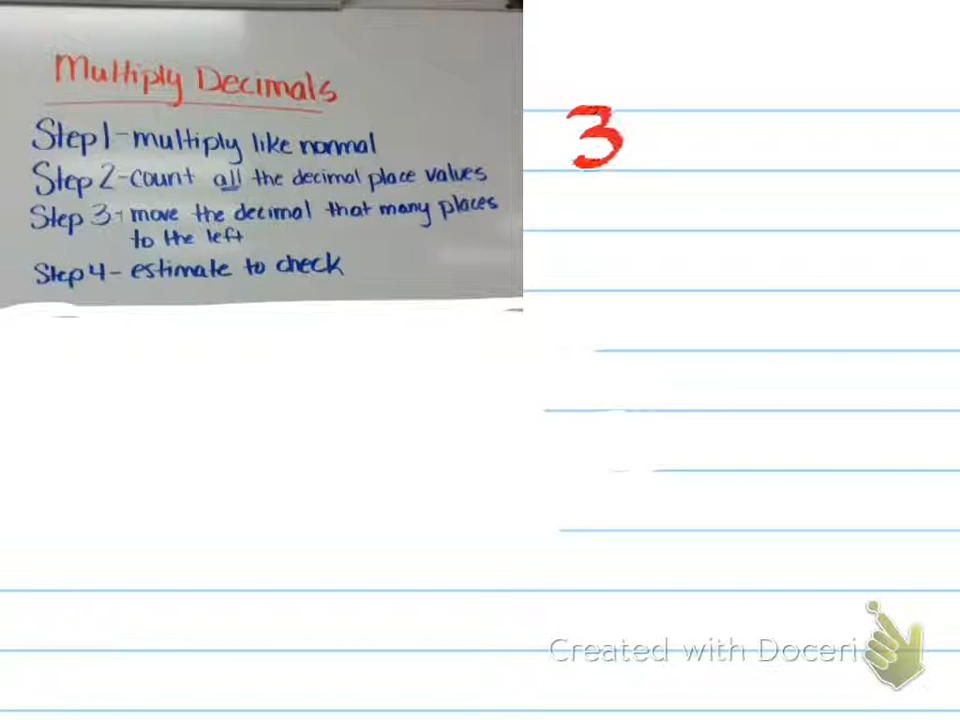 Multiply Decimals
Step 1 - multiply like normal
Step 2 - count all the decimal place values
Step 3 - move the decimal that many places
to the left
Step 4 - estimate to check
3
Created with Doceri